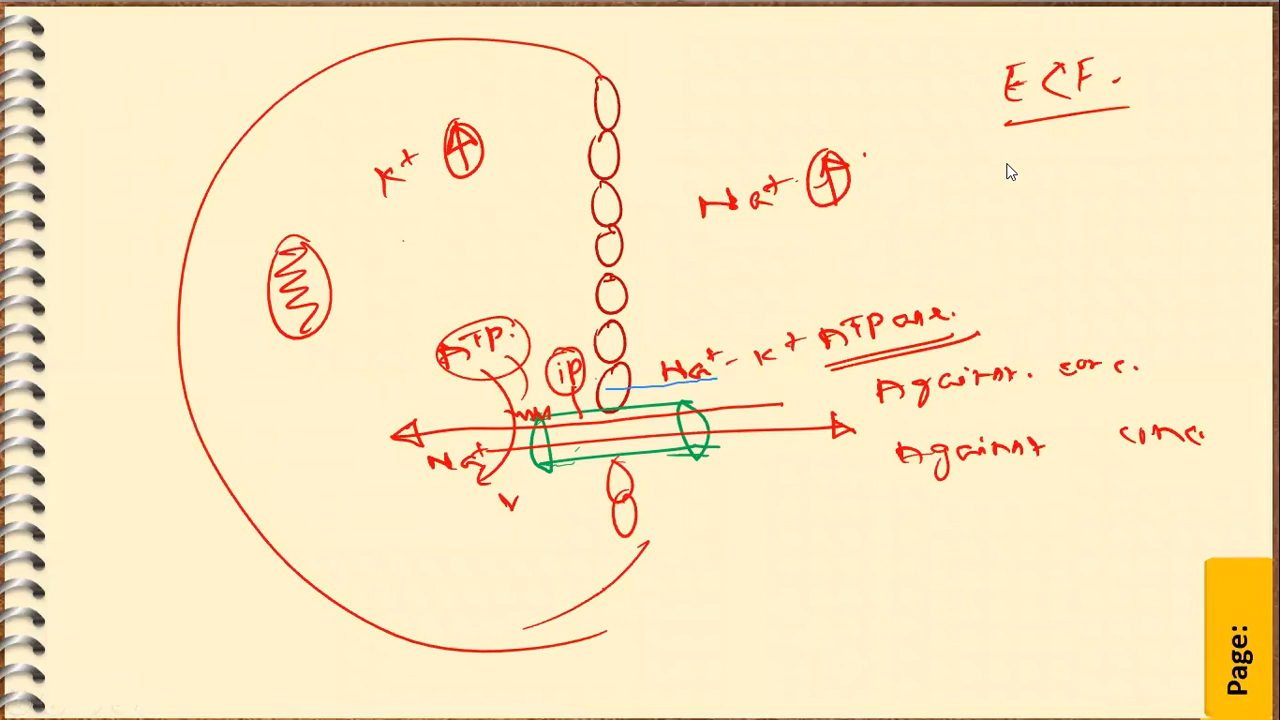 ECF.
K+
Na+
ATP.
iP
Na+ - K+ ATPase.
Against. conc.
Na+
Against conc.
Page: